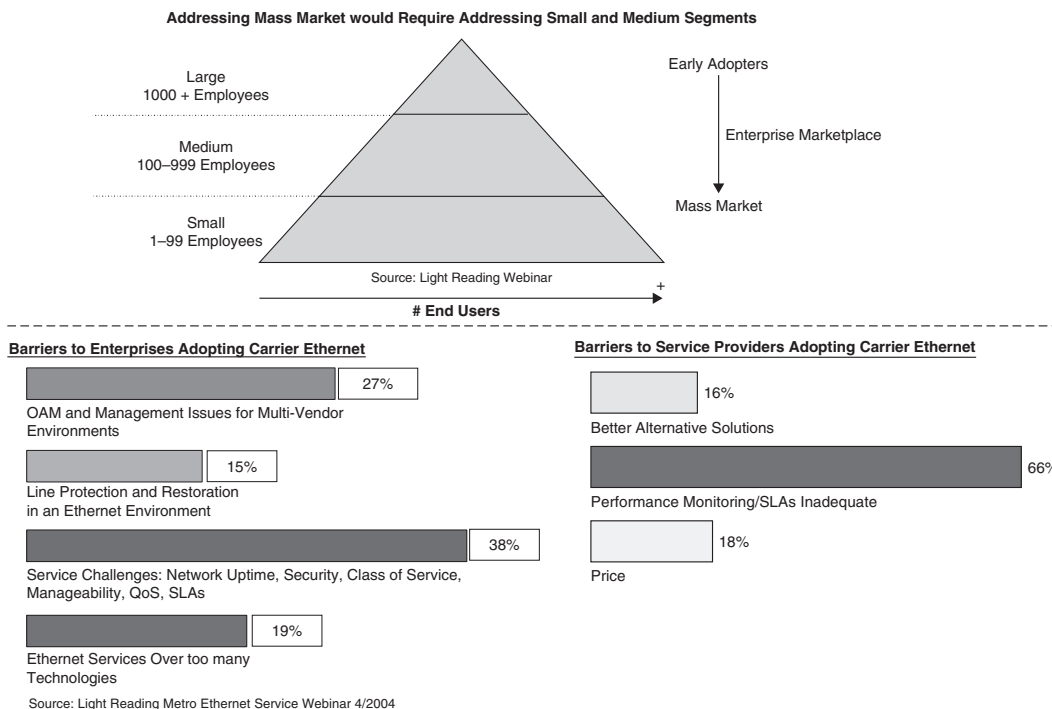 Addressing Mass Market would Require Addressing Small and Medium Segments
Large
1000 + Employees
Medium
100–999 Employees
Small
1–99 Employees
Early Adopters
Enterprise Marketplace
Mass Market
Source: Light Reading Webinar
+
# End Users
Barriers to Enterprises Adopting Carrier Ethernet
27%
OAM and Management Issues for Multi-Vendor
Environments
15%
Line Protection and Restoration
in an Ethernet Environment
38%
Service Challenges: Network Uptime, Security, Class of Service,
Manageability, QoS, SLAs
19%
Ethernet Services Over too many
Technologies
Source: Light Reading Metro Ethernet Service Webinar 4/2004
Barriers to Service Providers Adopting Carrier Ethernet
16%
Better Alternative Solutions
66%
Performance Monitoring/SLAs Inadequate
18%
Price